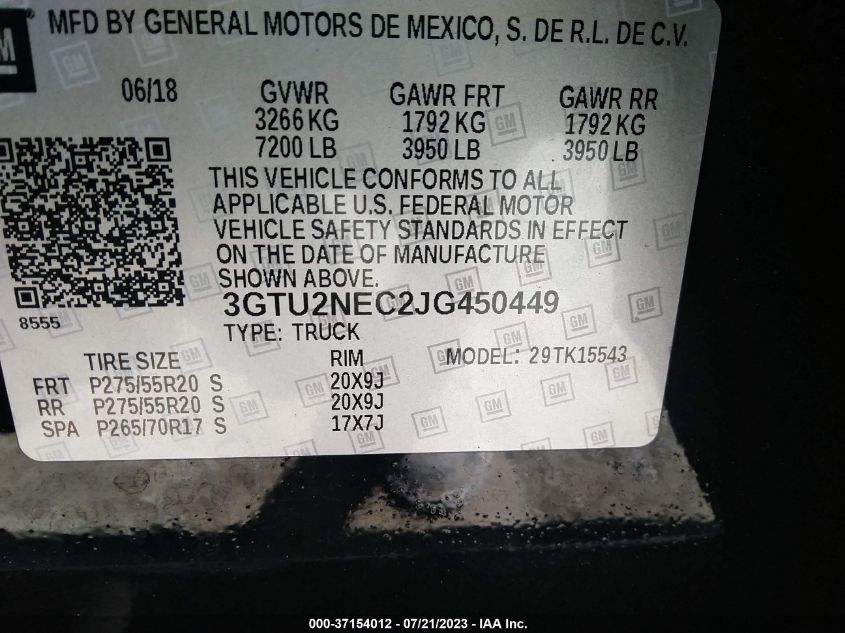 GM
MFD BY GENERAL MOTORS DE MEXICO, S. DE R.L. DE C.V.
06/18 GVWR GAWR FRT GAWR RR
3266 KG 1792 KG 1792 KG
7200 LB 3950 LB 3950 LB
THIS VEHICLE CONFORMS TO ALL
APPLICABLE U.S. FEDERAL MOTOR
VEHICLE SAFETY STANDARDS IN EFFECT
ON THE DATE OF MANUFACTURE
SHOWN ABOVE.
8555 3GTU2NEC2JG450449
TYPE: TRUCK
TIRE SIZE RIM MODEL: 29TK15543
FRT P275/55R20 S 20X9J
RR P275/55R20 S 20X9J
SPA P265/70R17 S 17X7J
000-37154012 - 07/21/2023 - IAA Inc.